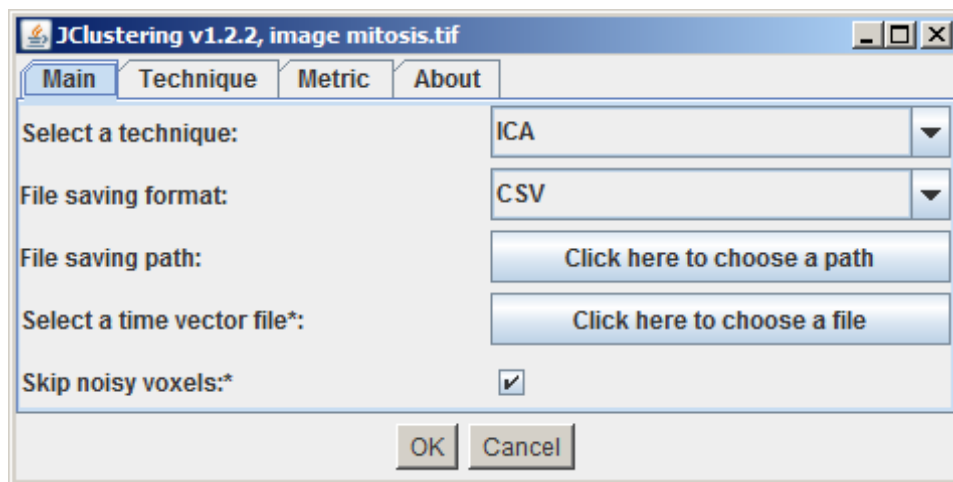 JClustering v1.2.2, image mitosis.tif
Main Technique Metric About
Select a technique: ICA
File saving format: CSV
File saving path: Click here to choose a path
Select a time vector file*: Click here to choose a file
Skip noisy voxels:*
OK Cancel